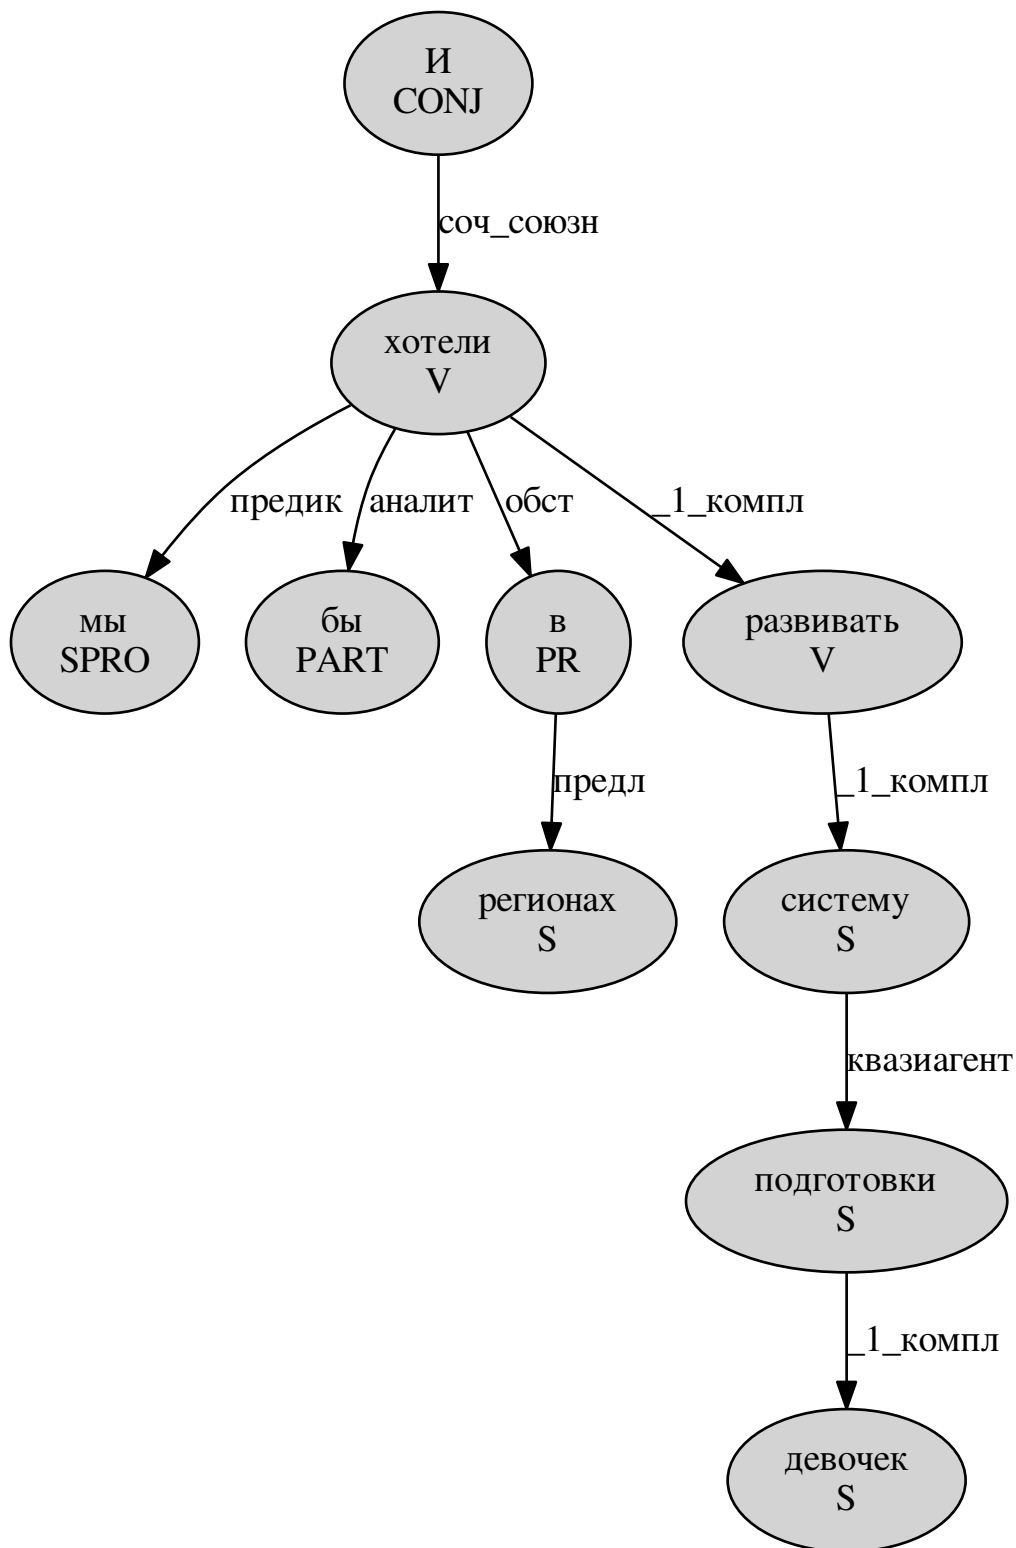 И
CONJ
соч_союзн
хотели
V
предик
аналит
обст
_1_компл
мы
SPRO
бы
PART
в
PR
развивать
V
предл
_1_компл
регионах
S
систему
S
квазиагент
подготовки
S
_1_компл
девочек
S